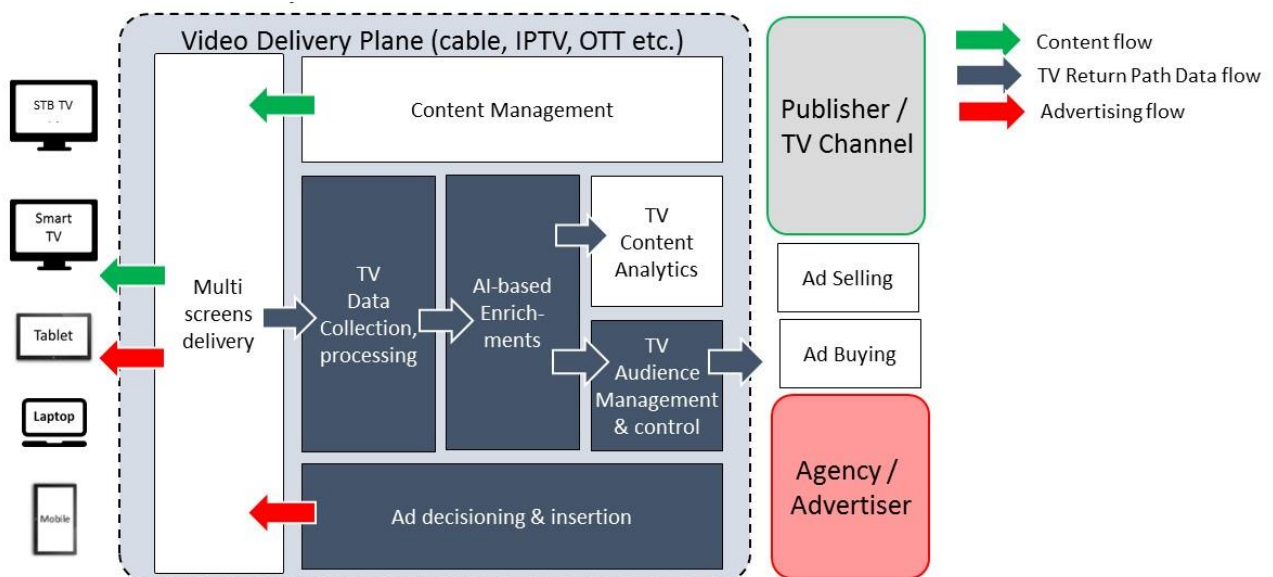 Video Delivery Plane (cable, IPTV, OTT etc.)
STB TV
Smart
TV
Tablet
Laptop
Mobile
Multi
screens
delivery
Content Management
TV
Data
Collection,
processing
AI-based
Enrich-
ments
TV
Content
Analytics
TV
Audience
Management
& control
Ad decisioning & insertion
Publisher /
TV Channel
Ad Selling
Ad Buying
Agency /
Advertiser
Content flow
TV Return Path Data flow
Advertising flow